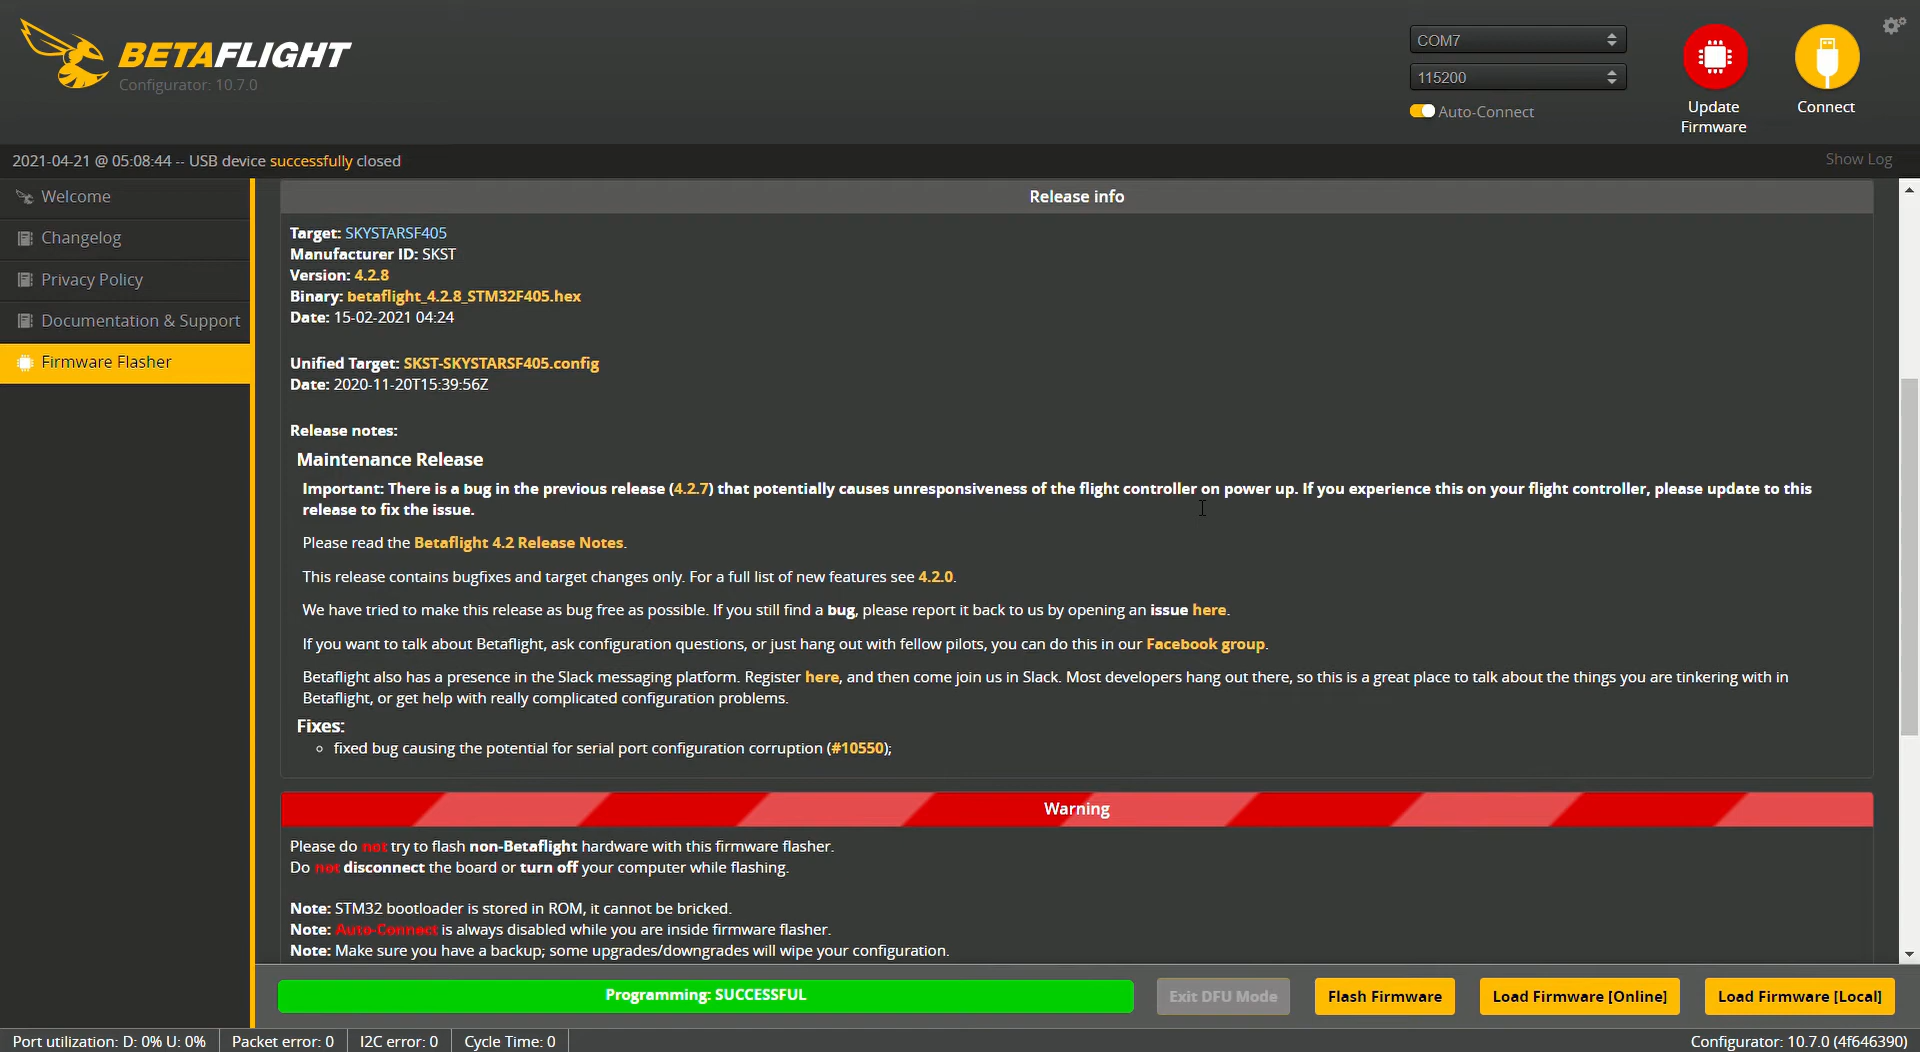 BETAFLIGHT
Configurator: 10.7.0
COM7
115200
Auto-Connect
Update
Firmware
Connect
2021-04-21 @ 05:08:44 -- USB device successfully closed
Show Log
Welcome
Changelog
Privacy Policy
Documentation & Support
Firmware Flasher
Release info
Target: SKYSTARSF405
Manufacturer ID: SKST
Version: 4.2.8
Binary: betaflight_4.2.8_STM32F405.hex
Date: 15-02-2021 04:24
Unified Target: SKST-SKYSTARSF405.config
Date: 2020-11-20T15:39:56Z
Release notes:
Maintenance Release
Important: There is a bug in the previous release (4.2.7) that potentially causes unresponsiveness of the flight controller on power up. If you experience this on your flight controller, please update to this
release to fix the issue.
Please read the Betaflight 4.2 Release Notes.
This release contains bugfixes and target changes only. For a full list of new features see 4.2.0.
We have tried to make this release as bug free as possible. If you still find a bug, please report it back to us by opening an issue here.
If you want to talk about Betaflight, ask configuration questions, or just hang out with fellow pilots, you can do this in our Facebook group.
Betaflight also has a presence in the Slack messaging platform. Register here, and then come join us in Slack. Most developers hang out there, so this is a great place to talk about the things you are tinkering with in
Betaflight, or get help with really complicated configuration problems.
Fixes:
fixed bug causing the potential for serial port configuration corruption (#10550);
Warning
Please do not try to flash non-Betaflight hardware with this firmware flasher.
Do not disconnect the board or turn off your computer while flashing.
Note: STM32 bootloader is stored in ROM, it cannot be bricked.
Note: Auto-Connect is always disabled while you are inside firmware flasher.
Note: Make sure you have a backup; some upgrades/downgrades will wipe your configuration.
Programming: SUCCESSFUL
Exit DFU Mode
Flash Firmware
Load Firmware [Online]
Load Firmware [Local]
Port utilization: D: 0% U: 0%
Packet error: 0
I2C error: 0
Cycle Time: 0
Configurator: 10.7.0 (4f646390)